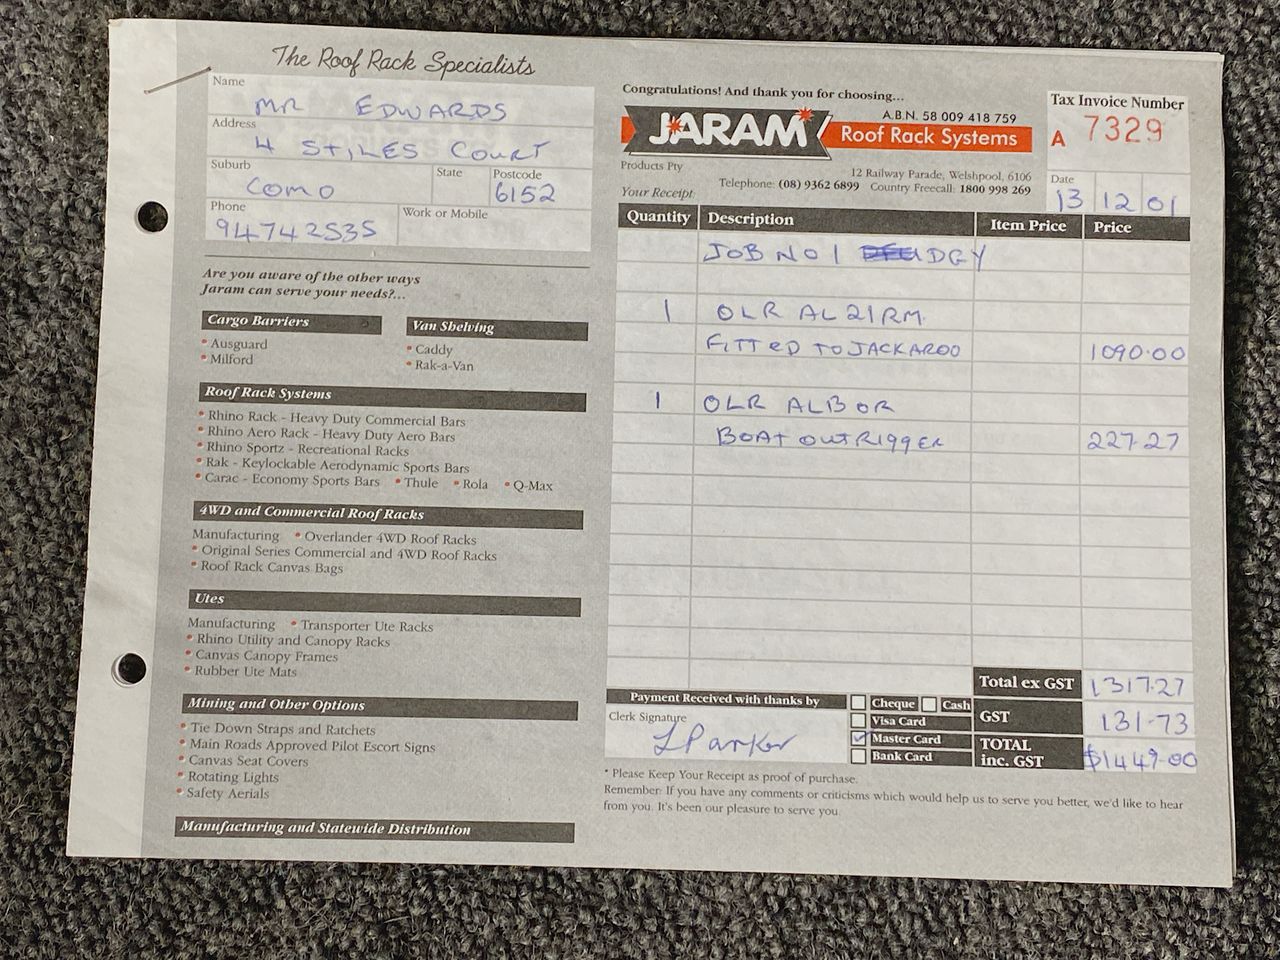 The Roof Rack Specialists
Name
MR EDWARDS
Address
4 STILES COURT
Suburb State Postcode
COMO 6152
Phone Work or Mobile
94742535
Are you aware of the other ways
Jaram can serve your needs?...
Cargo Barriers
• Ausguard
• Milford
Van Shelving
• Caddy
• Rak-a-Van
Roof Rack Systems
• Rhino Rack - Heavy Duty Commercial Bars
• Rhino Aero Rack - Heavy Duty Aero Bars
• Rhino Sportz - Recreational Racks
• Rak - Keylockable Aerodynamic Sports Bars
• Carac - Economy Sports Bars • Thule • Rola • Q-Max
4WD and Commercial Roof Racks
Manufacturing • Overlander 4WD Roof Racks
• Original Series Commercial and 4WD Roof Racks
• Roof Rack Canvas Bags
Utes
Manufacturing • Transporter Ute Racks
• Rhino Utility and Canopy Racks
• Canvas Canopy Frames
• Rubber Ute Mats
Mining and Other Options
• Tie Down Straps and Ratchets
• Main Roads Approved Pilot Escort Signs
• Canvas Seat Covers
• Rotating Lights
• Safety Aerials
Manufacturing and Statewide Distribution
Congratulations! And thank you for choosing...
JARAM
A.B.N. 58 009 418 759
Roof Rack Systems
Products Pty
12 Railway Parade, Welshpool, 6106
Your Receipt Telephone: (08) 9362 6899 Country Freecall: 1800 998 269
Tax Invoice Number
A 7329
Date
13 12 01
Quantity Description Item Price Price
JOB NO 1 UDGY
1 OLR AL21RM
FITTED TO JACKAROO 1090.00
1 OLR ALBOR
BOAT OUTRIGGER 227.27
Total ex GST 1317.27
GST 131.73
TOTAL
inc. GST $1449.00
Payment Received with thanks by
Clerk Signature
L Parker
Cheque Cash
Visa Card
Master Card
Bank Card
* Please Keep Your Receipt as proof of purchase.
Remember: If you have any comments or criticisms which would help us to serve you better, we'd like to hear
from you. It's been our pleasure to serve you.